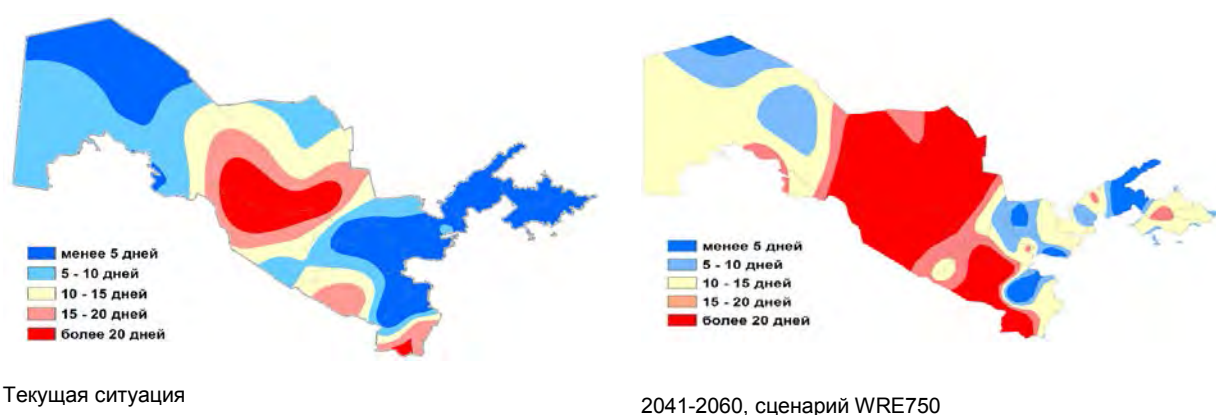 менее 5 дней
5 - 10 дней
10 - 15 дней
15 - 20 дней
более 20 дней
Текущая ситуация
менее 5 дней
5 - 10 дней
10 - 15 дней
15 - 20 дней
более 20 дней
2041-2060, сценарий WRE750